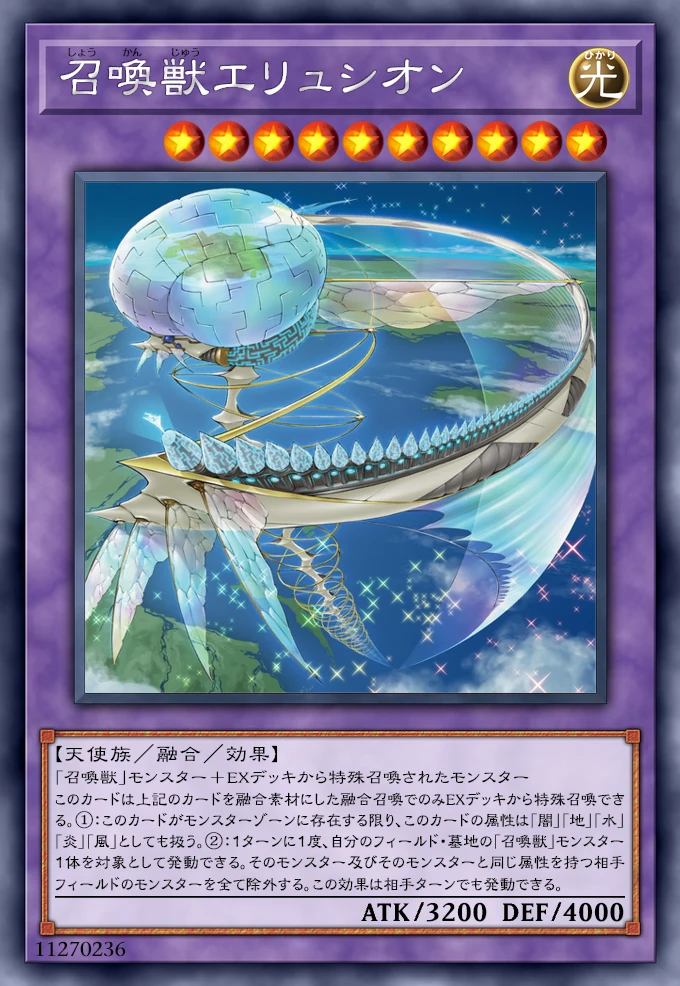 しょう かん じゅう
召喚獣エリュシオン
ひかり
光
【天使族／融合／効果】
「召喚獣」モンスター＋EXデッキから特殊召喚されたモンスター
このカードは上記のカードを融合素材にした融合召喚でのみEXデッキから特殊召喚でき
る。①：このカードがモンスターゾーンに存在する限り、このカードの属性は「闇」「地」「水」
「炎」「風」としても扱う。②：1ターンに1度、自分のフィールド・墓地の「召喚獣」モンスター
1体を対象として発動できる。そのモンスター及びそのモンスターと同じ属性を持つ相手
フィールドのモンスターを全て除外する。この効果は相手ターンでも発動できる。
ATK/3200 DEF/4000
11270236